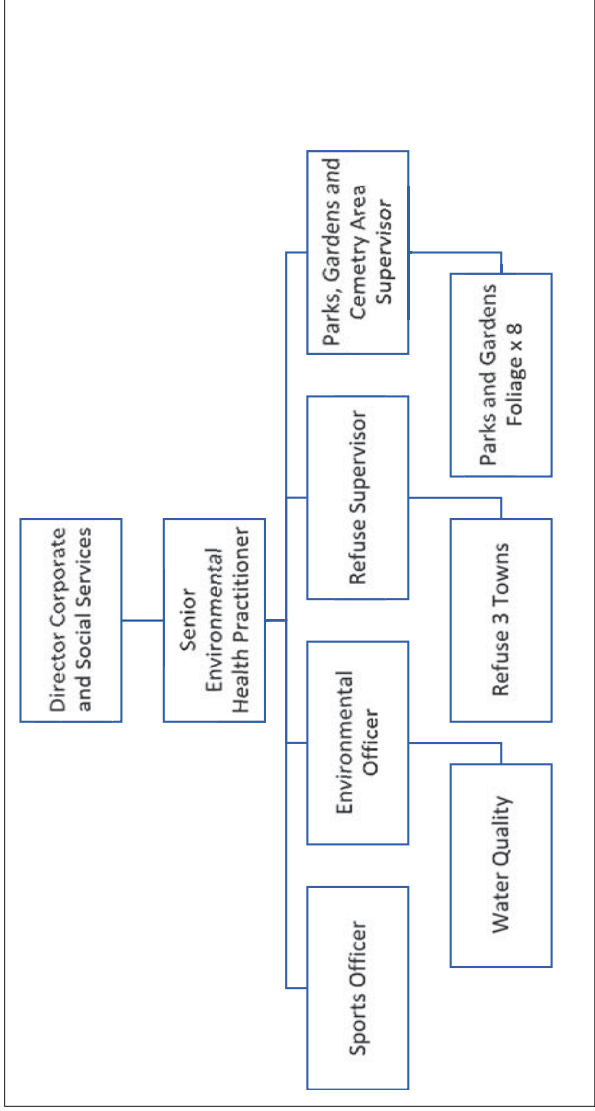 Director Corporate
and Social Services
Senior
Environmental
Health Practitioner
Sports Officer
Environmental
Officer
Refuse Supervisor
Parks, Gardens and
Cemetry Area
Supervisor
Water Quality
Refuse 3 Towns
Parks and Gardens
Foliage x 8